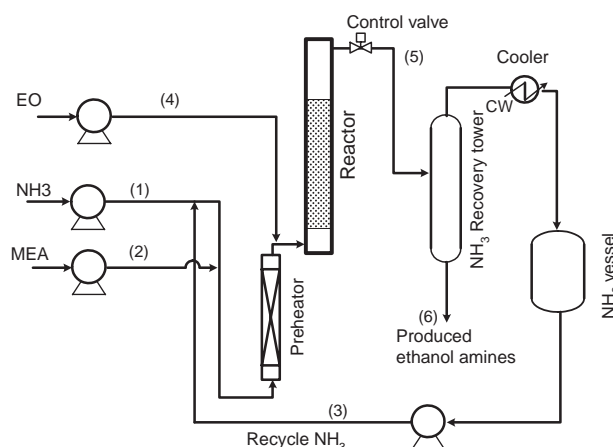 Control valve
(5)
Cooler
EO
(4)
CW
Reactor
NH3
(1)
NH3 Recovery tower
MEA
(2)
NH3 vessel
Preheator
(6)
Produced
ethanol amines
(3)
Recycle NH3